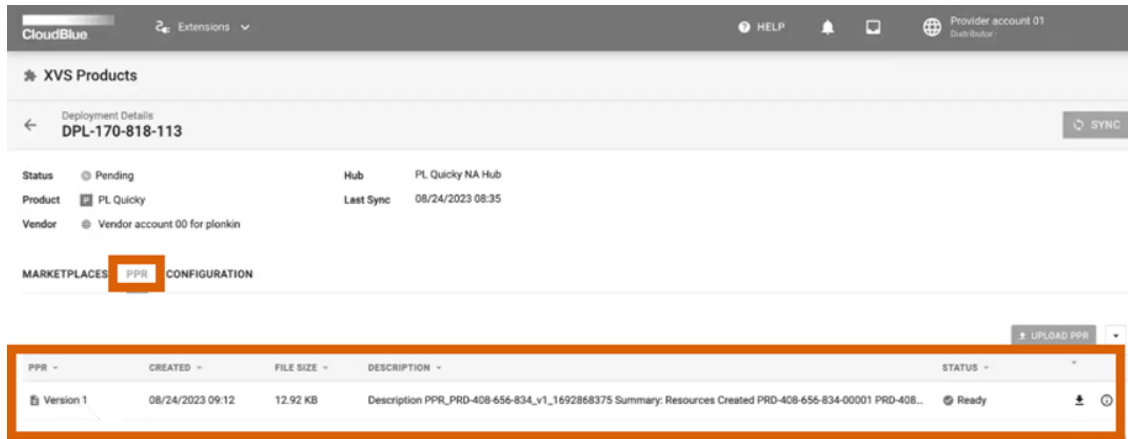 CloudBlue Extensions HELP Provider account 01
Distributor
XVS Products
Deployment Details
DPL-170-818-113
SYNC
Status Pending Hub PL Quicky NA Hub
Product P PL Quicky Last Sync 08/24/2023 08:35
Vendor Vendor account 00 for plonkin
MARKETPLACES PPR CONFIGURATION
UPLOAD PPR
PPR CREATED FILE SIZE DESCRIPTION STATUS
Version 1 08/24/2023 09:12 12.92 KB Description PPR_PRD-408-656-834_v1_1692868375 Summary: Resources Created PRD-408-656-834-00001 PRD-408... Ready